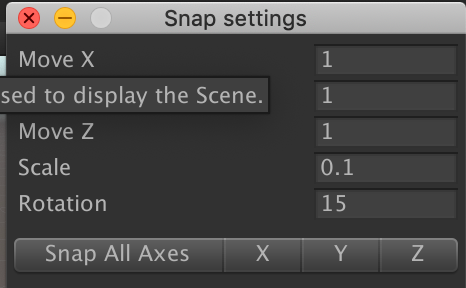 Snap settings
Move X 1
sed to display the Scene. 1
Move Z 1
Scale 0.1
Rotation 15
Snap All Axes X Y Z